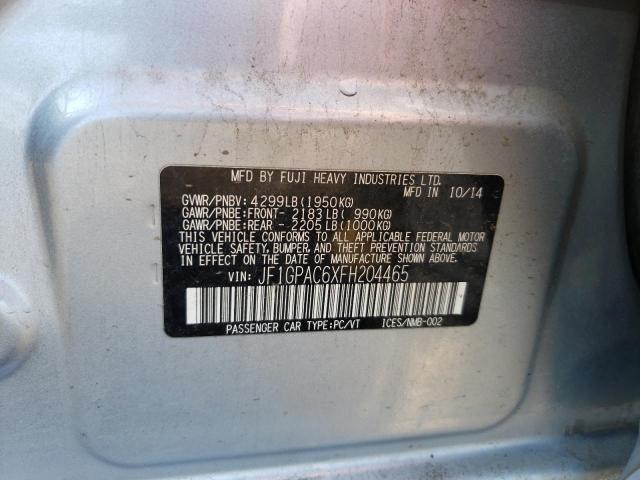 MFD BY FUJI HEAVY INDUSTRIES LTD.
MFD IN 10/14
GVWR/PNBV: 4299LB(1950KG)
GAWR/PNBE:FRONT- 2183LB( 990KG)
GAWR/PNBE:REAR - 2205LB(1000KG)
THIS VEHICLE CONFORMS TO ALL APPLICABLE FEDERAL MOTOR
VEHICLE SAFETY, BUMPER, AND THEFT PREVENTION STANDARDS
IN EFFECT ON THE DATE OF MANUFACTURE SHOWN ABOVE.
VIN: JF1GPAC6XFH204465
PASSENGER CAR TYPE:PC/VT ICES/NMB-002